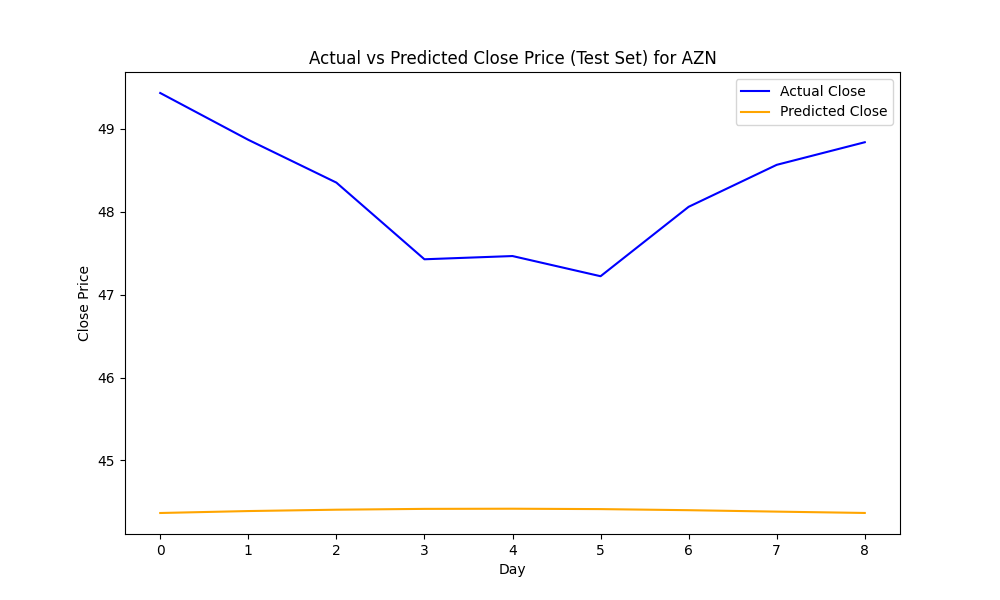 Actual vs Predicted Close Price (Test Set) for AZN
Actual Close
Predicted Close
Close Price
49
48
47
46
45
0 1 2 3 4 5 6 7 8
Day